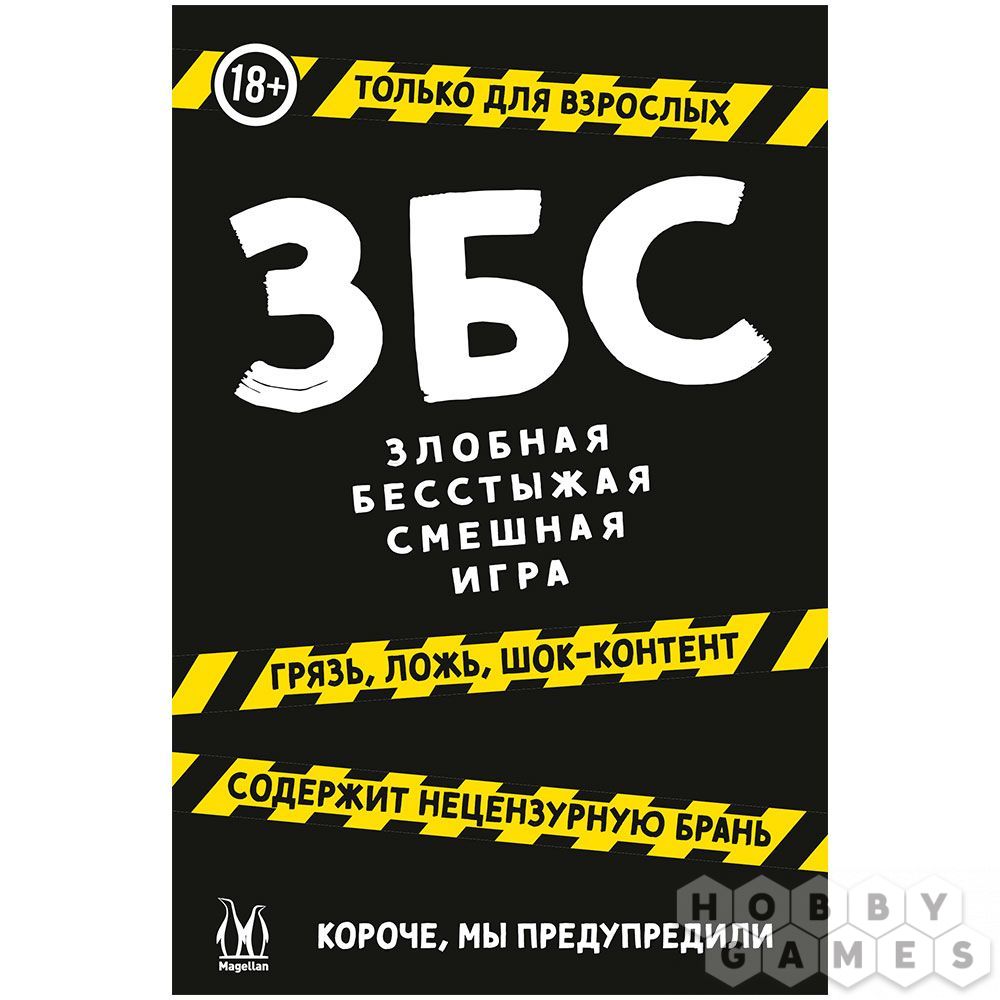 18+
ТОЛЬКО ДЛЯ ВЗРОСЛЫХ
ЗБС
ЗЛОБНАЯ
БЕССТЫЖАЯ
СМЕШНАЯ
ИГРА
ГРЯЗЬ, ЛОЖЬ, ШОК-КОНТЕНТ
СОДЕРЖИТ НЕЦЕНЗУРНУЮ БРАНЬ
Magellan
КОРОЧЕ, МЫ ПРЕДУПРЕДИЛИ
HOBBY
GAMES